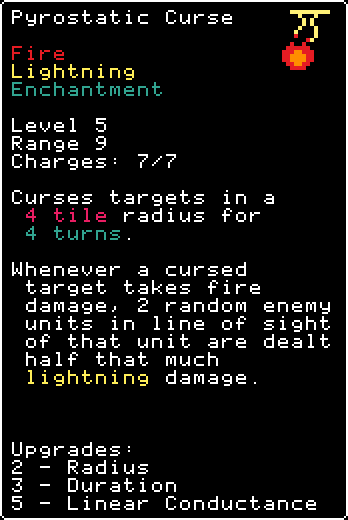 Pyrostatic Curse
Fire
Lightning
Enchantment
Level 5
Range 9
Charges: 7/7
Curses targets in a
4 tile radius for
4 turns.
Whenever a cursed
target takes fire
damage, 2 random enemy
units in line of sight
of that unit are dealt
half that much
lightning damage.
Upgrades:
2 - Radius
3 - Duration
5 - Linear Conductance